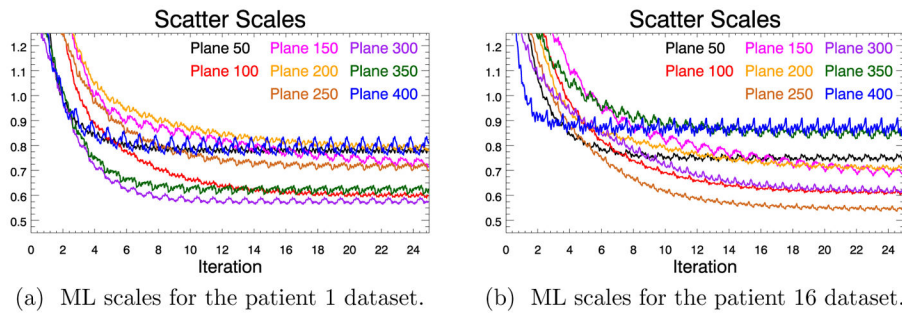 Scatter Scales
1.2
1.1
1.0
0.9
0.8
0.7
0.6
0.5
Plane 50 Plane 150 Plane 300
Plane 100 Plane 200 Plane 350
Plane 250 Plane 400
0 2 4 6 8 10 12 14 16 18 20 22 24
Iteration
(a) ML scales for the patient 1 dataset.
Scatter Scales
1.2
1.1
1.0
0.9
0.8
0.7
0.6
0.5
Plane 50 Plane 150 Plane 300
Plane 100 Plane 200 Plane 350
Plane 250 Plane 400
0 2 4 6 8 10 12 14 16 18 20 22 24
Iteration
(b) ML scales for the patient 16 dataset.